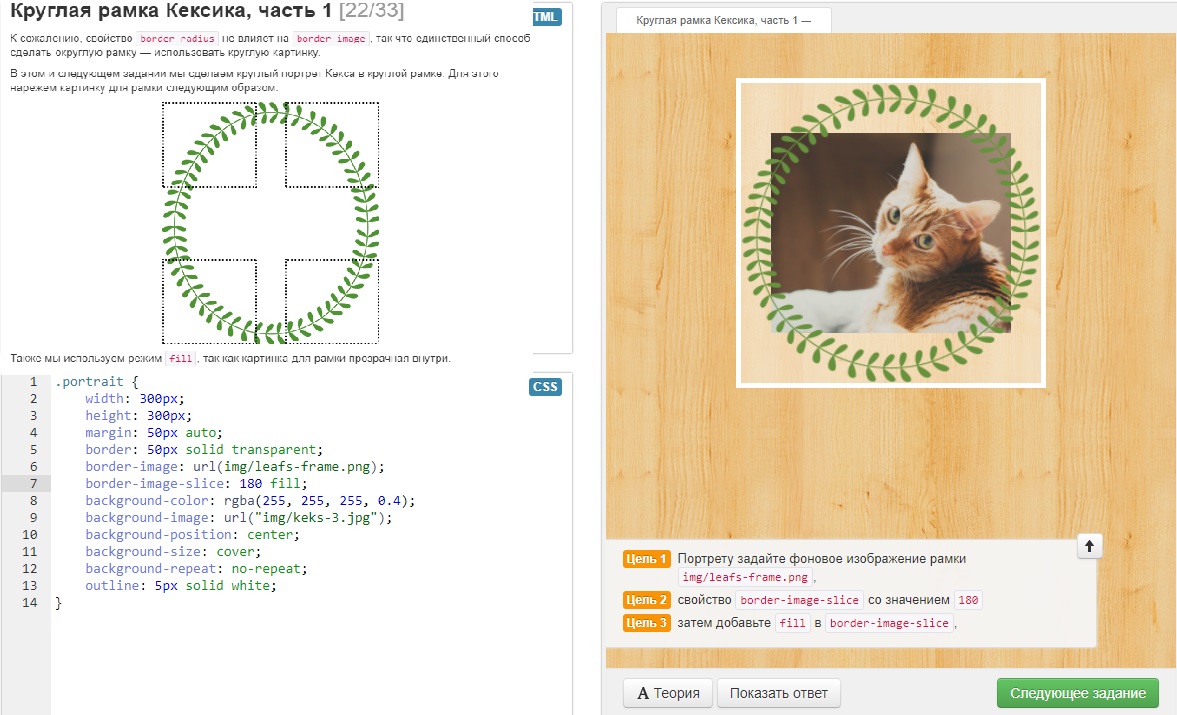 Круглая рамка Кексика, часть 1 [22/33]
К сожалению, свойство border-radius не влияет на border-image, так что единственный способ
сделать округлую рамку — использовать круглую картинку.
В этом и следующем задании мы сделаем круглый портрет Кекса в круглой рамке. Для этого
нарежем картинку для рамки следующим образом.
Также мы используем режим fill, так как картинка для рамки прозрачная внутри.
TML
CSS
1 .portrait {
2 width: 300px;
3 height: 300px;
4 margin: 50px auto;
5 border: 50px solid transparent;
6 border-image: url(img/leafs-frame.png);
7 border-image-slice: 180 fill;
8 background-color: rgba(255, 255, 255, 0.4);
9 background-image: url("img/keks-3.jpg");
10 background-position: center;
11 background-size: cover;
12 background-repeat: no-repeat;
13 outline: 5px solid white;
14 }
Круглая рамка Кексика, часть 1 —
Цель 1 Портрету задайте фоновое изображение рамки
img/leafs-frame.png,
Цель 2 свойство border-image-slice со значением 180
Цель 3 затем добавьте fill в border-image-slice,
A Теория
Показать ответ
Следующее задание